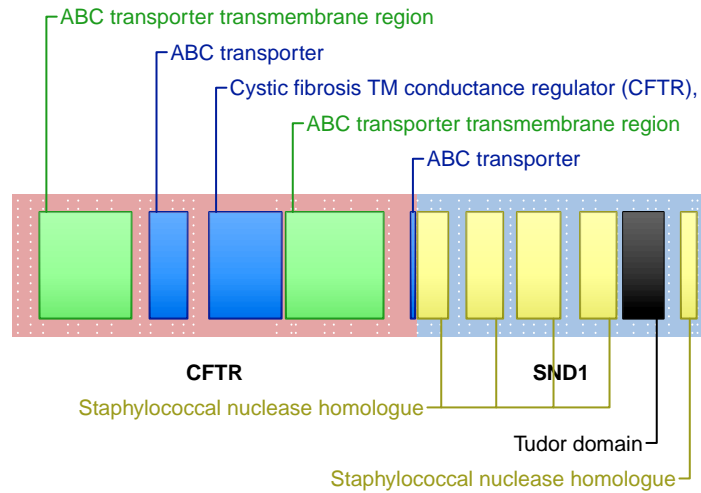 ABC transporter transmembrane region
ABC transporter
Cystic fibrosis TM conductance regulator (CFTR),
ABC transporter transmembrane region
ABC transporter
CFTR
SND1
Staphylococcal nuclease homologue
Tudor domain
Staphylococcal nuclease homologue